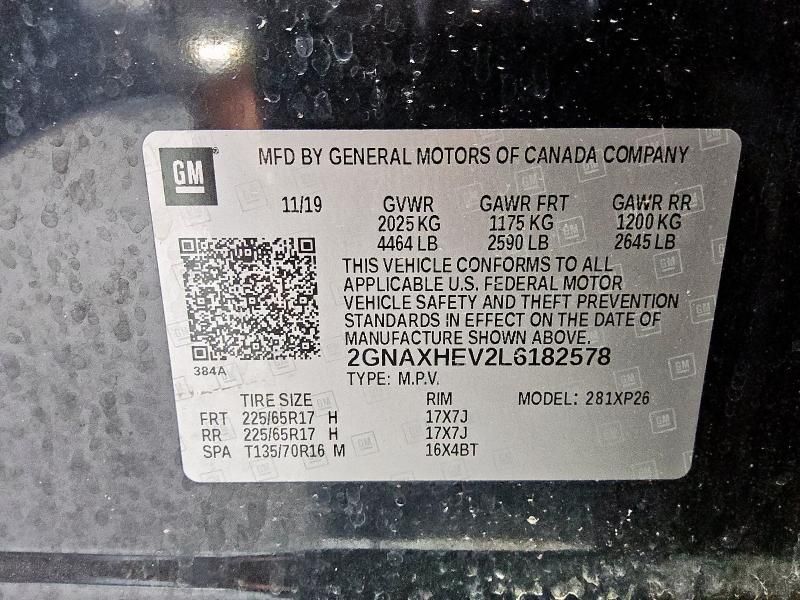 GM
MFD BY GENERAL MOTORS OF CANADA COMPANY
11/19 GVWR GAWR FRT GAWR RR
2025 KG 1175 KG 1200 KG
4464 LB 2590 LB 2645 LB
THIS VEHICLE CONFORMS TO ALL
APPLICABLE U.S. FEDERAL MOTOR
VEHICLE SAFETY AND THEFT PREVENTION
STANDARDS IN EFFECT ON THE DATE OF
MANUFACTURE SHOWN ABOVE.
2GNAXHEV2L6182578
384A
TYPE: M.P.V.
TIRE SIZE RIM MODEL: 281XP26
FRT 225/65R17 H 17X7J
RR 225/65R17 H 17X7J
SPA T135/70R16 M 16X4BT